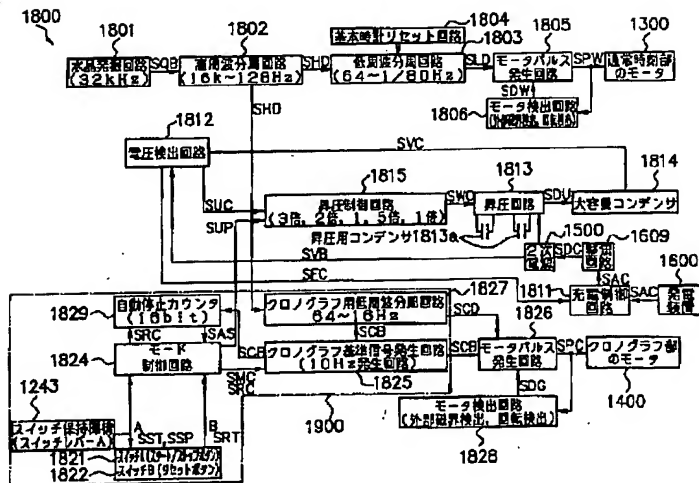 1800
1801
水晶発振回路
(32kHz)
SQB
1802
高周波分周回路
(16k~128Hz)
SHD
基本時計リセット回路
1804
1803
低周波分周回路
(64~1/80Hz)
SLD
1805
モータパルス
発生回路
SPW
1300
通常時刻部
のモータ
SDW
1806
モータ検出回路
SHD
1812
電圧検出回路
SVC
SUC
SUP
1815
昇圧制御回路
(3倍, 2倍, 1, 5倍, 1倍)
SWC
1813
昇圧回路
SDU
1814
大容量コンデンサ
昇圧用コンデンサ1813a
1500
2次
電源
SDC
1609
整流
回路
SVB
SFC
SAC
1811
充電制御
回路
SAC
1600
発電
装置
1829
自動停止カウンタ
(16bit)
SRC
SAS
1824
モード
制御回路
1827
クロノグラフ用低周波分周回路
64~16Hz
SCD
SCB
SCB
クロノグラフ基準信号発生回路
(10Hz発生回路)
1825
SMC
SRC
SCB
1826
モータパルス
発生回路
SPC
クロノグラフ部
のモータ
1400
SDG
モータ検出回路
(外部磁界検出, 回転検出)
1828
1900
1243
スイッチ保持機構
(スイッチレバーA)
A
SST, SSP
B
SRT
1821
スイッチA(スタート/ストップボタン)
1822
スイッチB(リセットボタン)